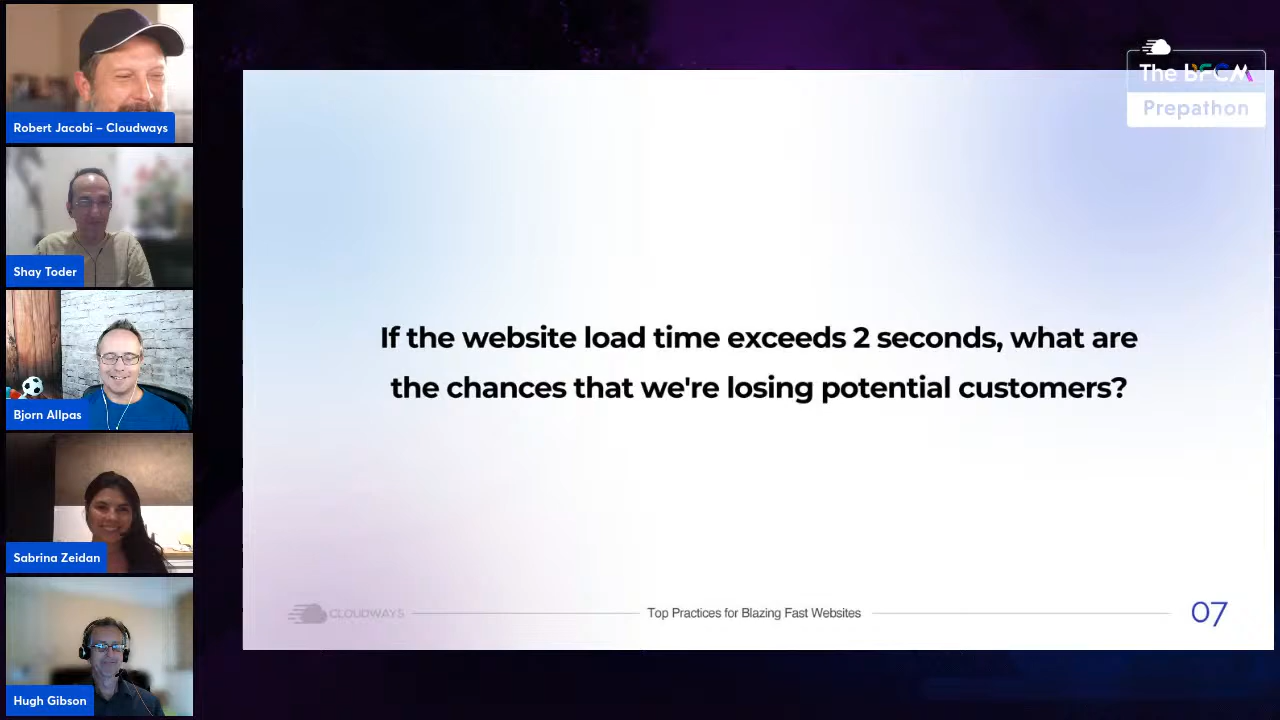 Robert Jacobi – Cloudways
Shay Toder
Bjorn Allpas
Sabrina Zeidan
Hugh Gibson
The BFCM
Prepathon
If the website load time exceeds 2 seconds, what are
the chances that we're losing potential customers?
CLOUDWAYS
Top Practices for Blazing Fast Websites
07